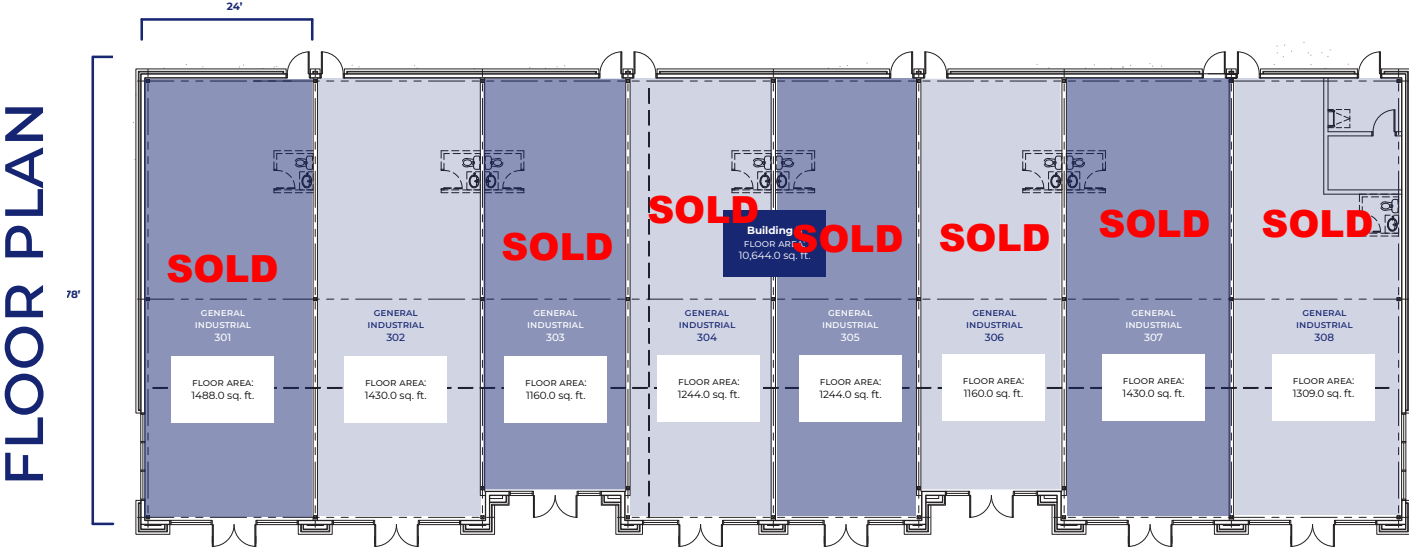 24'
FLOOR PLAN
78'
SOLD
SOLD
SOLD
SOLD
SOLD
SOLD
SOLD
Building
FLOOR AREA:
10,644.0 sq. ft.
GENERAL
INDUSTRIAL
301
FLOOR AREA:
1488.0 sq. ft.
GENERAL
INDUSTRIAL
302
FLOOR AREA:
1430.0 sq. ft.
GENERAL
INDUSTRIAL
303
FLOOR AREA:
1160.0 sq. ft.
GENERAL
INDUSTRIAL
304
FLOOR AREA:
1244.0 sq. ft.
GENERAL
INDUSTRIAL
305
FLOOR AREA:
1244.0 sq. ft.
GENERAL
INDUSTRIAL
306
FLOOR AREA:
1160.0 sq. ft.
GENERAL
INDUSTRIAL
307
FLOOR AREA:
1430.0 sq. ft.
GENERAL
INDUSTRIAL
308
FLOOR AREA:
1309.0 sq. ft.